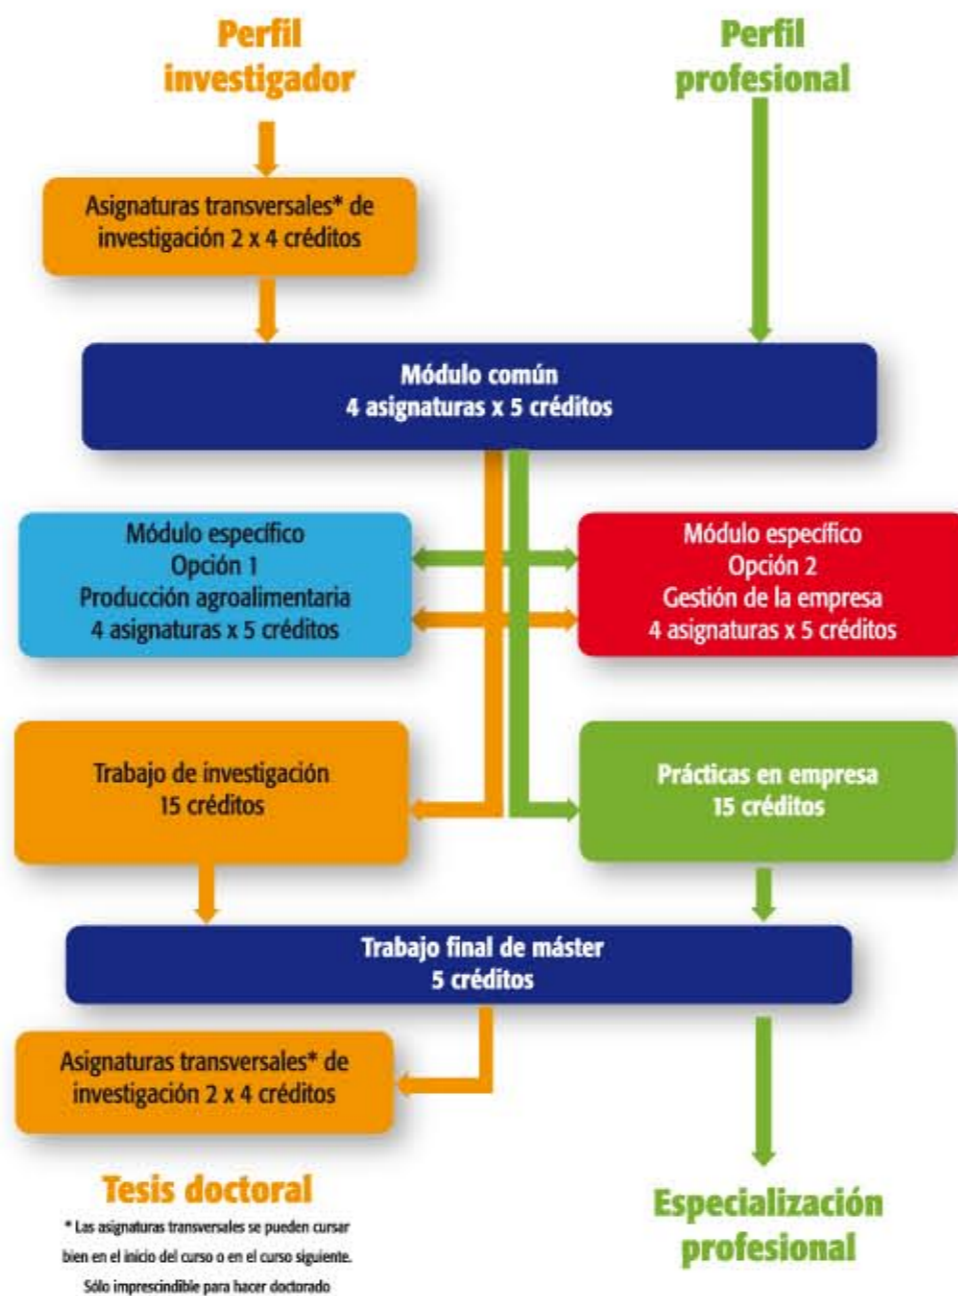 Perfil
investigador
Perfil
profesional
Asignaturas transversales* de
investigación 2 x 4 créditos
Módulo común
4 asignaturas x 5 créditos
Módulo específico
Opción 1
Producción agroalimentaria
4 asignaturas x 5 créditos
Módulo específico
Opción 2
Gestión de la empresa
4 asignaturas x 5 créditos
Trabajo de investigación
15 créditos
Prácticas en empresa
15 créditos
Trabajo final de máster
5 créditos
Asignaturas transversales* de
investigación 2 x 4 créditos
Tesis doctoral
* Las asignaturas transversales se pueden cursar
bien en el inicio del curso o en el curso siguiente.
Sólo imprescindible para hacer doctorado
Especialización
profesional